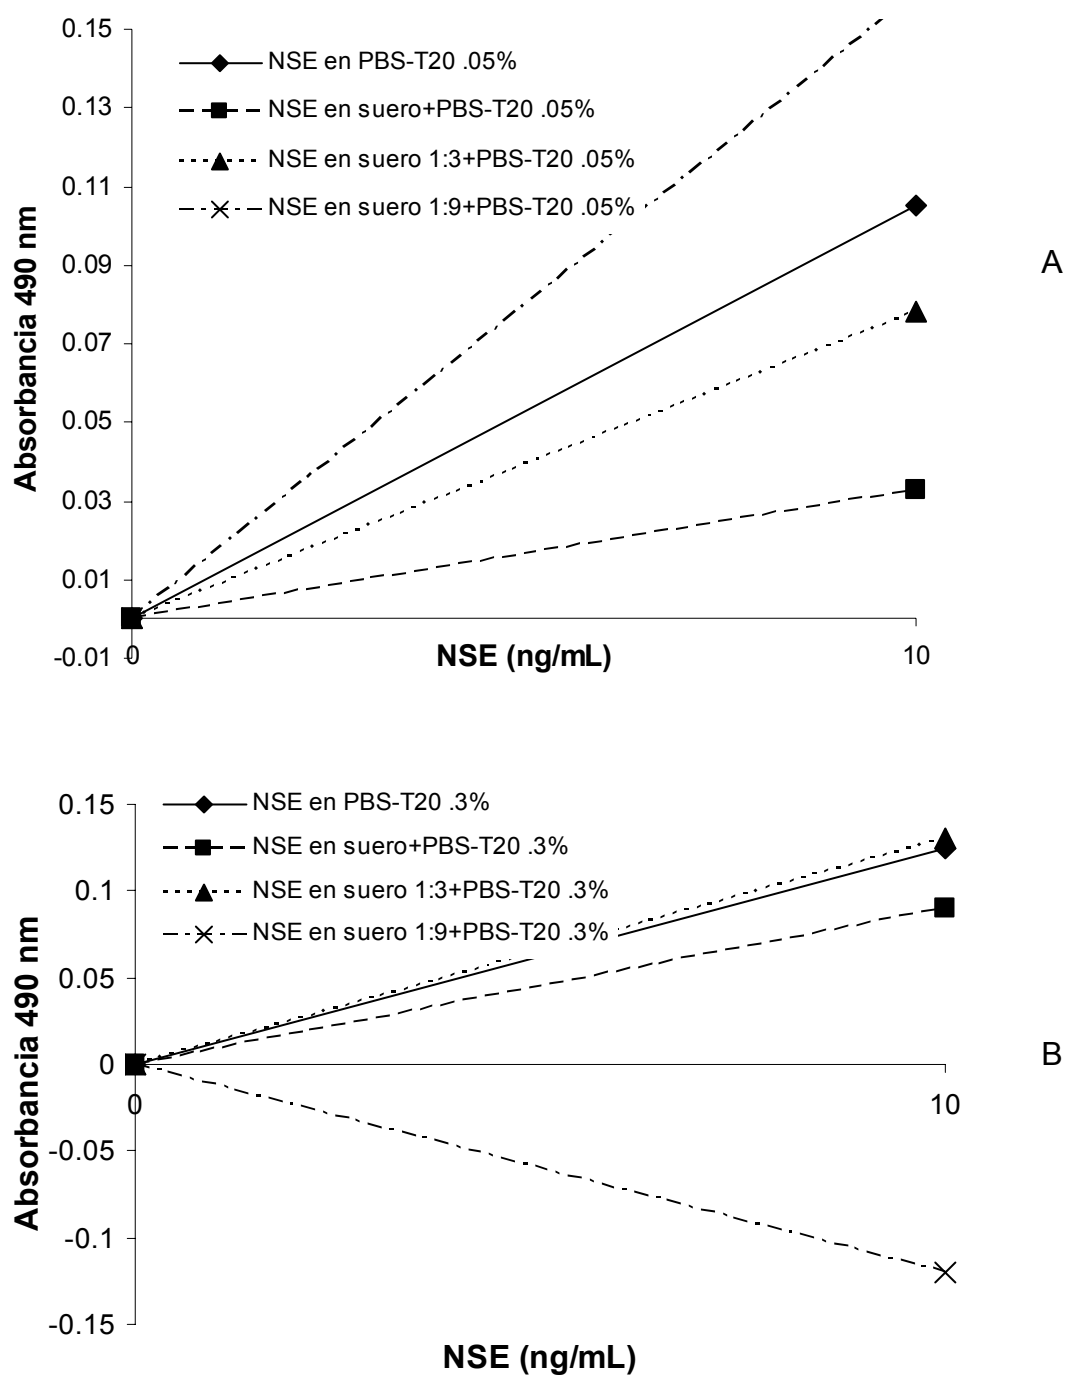 0.15
NSE en PBS-T20 .05%
0.13
NSE en suero+PBS-T20 .05%
0.11
NSE en suero 1:3+PBS-T20 .05%
NSE en suero 1:9+PBS-T20 .05%
0.09
0.07
0.05
0.03
0.01
-0.01
Absorbancia 490 nm
A
0
NSE (ng/mL)
10
0.15
NSE en PBS-T20 .3%
NSE en suero+PBS-T20 .3%
0.1
NSE en suero 1:3+PBS-T20 .3%
NSE en suero 1:9+PBS-T20 .3%
0.05
0
-0.05
-0.1
-0.15
Absorbancia 490 nm
B
0
10
NSE (ng/mL)